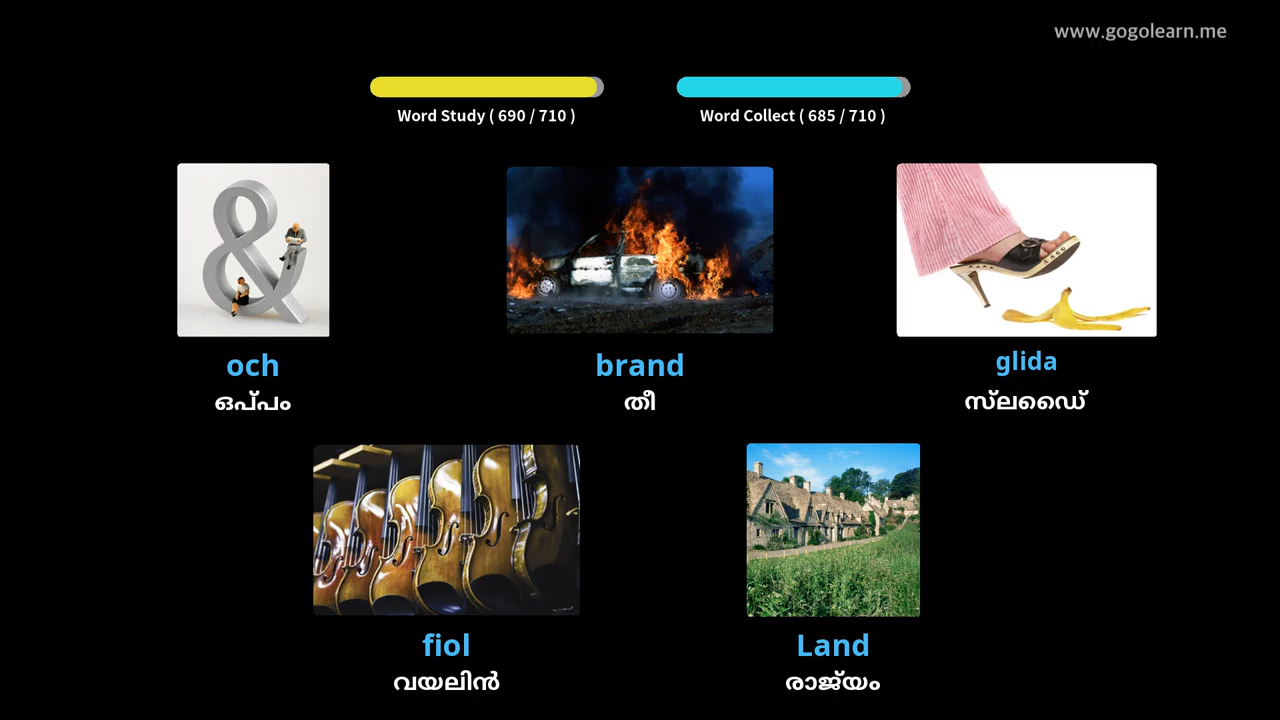 www.gogolearn.me
Word Study ( 690 / 710 )
Word Collect ( 685 / 710 )
och
ഒപ്പം
brand
തീ
glida
സ്ലൈഡ്
fiol
വയലിൻ
Land
രാജ്യം